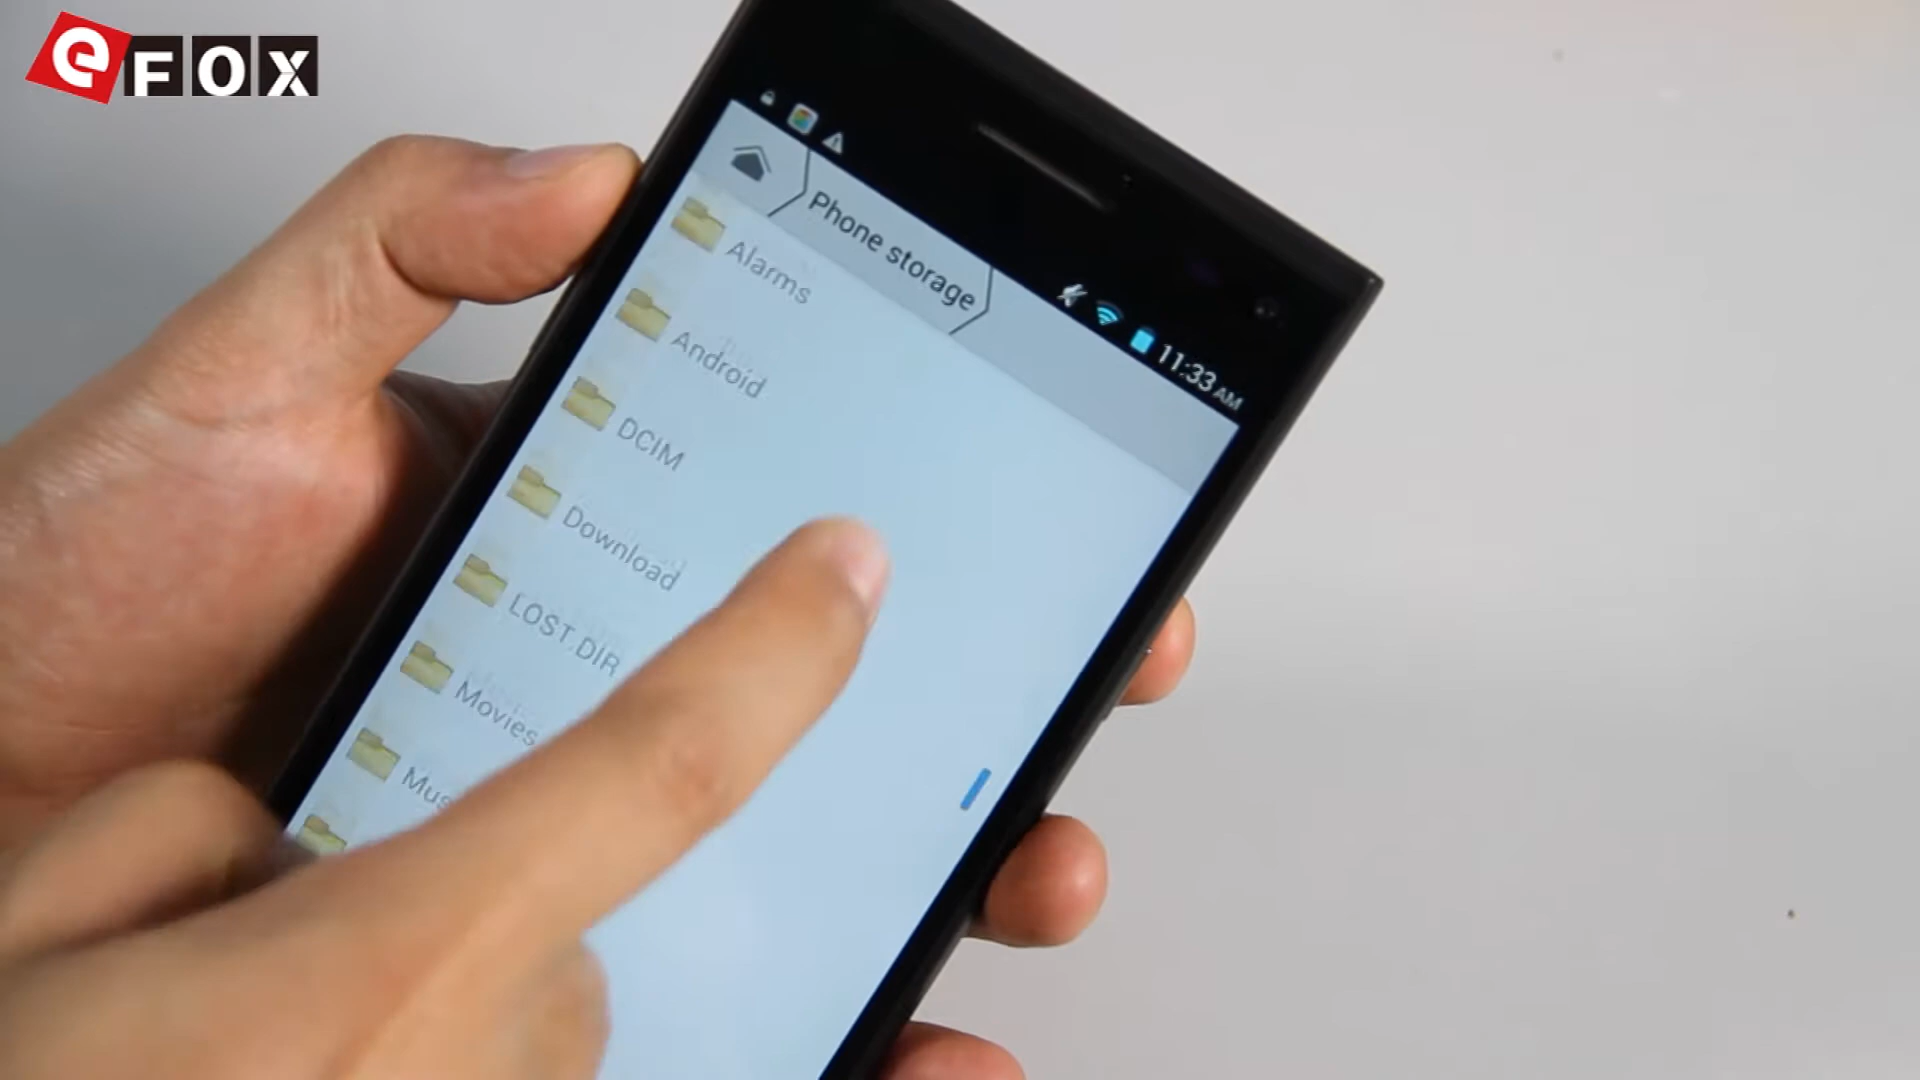 eFOX
Phone storage
11:33 AM
Alarms
Android
DCIM
Download
LOST.DIR
Movies